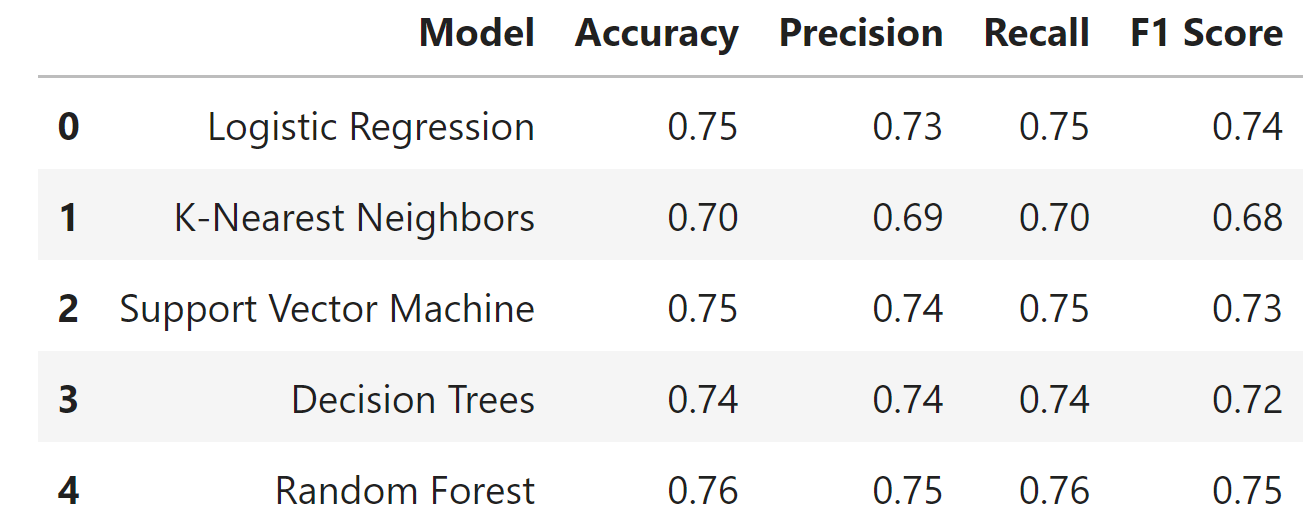 Model Accuracy Precision Recall F1 Score
0 Logistic Regression 0.75 0.73 0.75 0.74
1 K-Nearest Neighbors 0.70 0.69 0.70 0.68
2 Support Vector Machine 0.75 0.74 0.75 0.73
3 Decision Trees 0.74 0.74 0.74 0.72
4 Random Forest 0.76 0.75 0.76 0.75